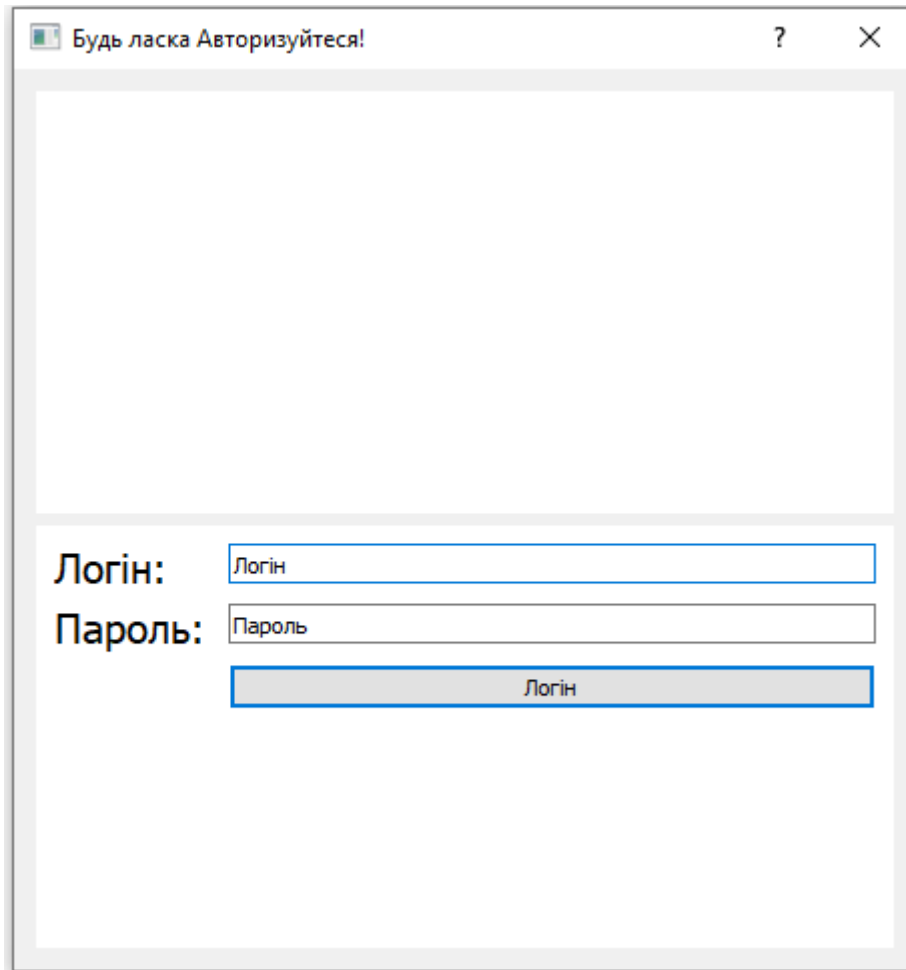 Будь ласка Авторизуйтеся!
?
Логін: Логін
Пароль: Пароль
Логін